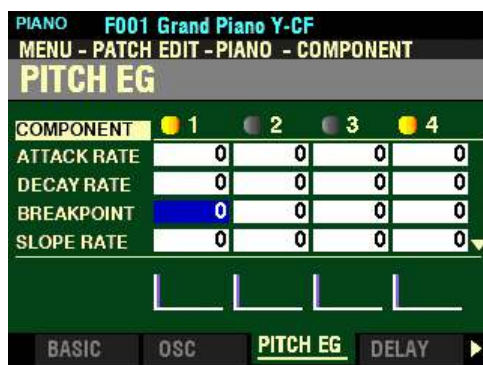 PIANO F001 Grand Piano Y-CF
MENU - PATCH EDIT - PIANO - COMPONENT
PITCH EG
COMPONENT 1 2 3 4
ATTACK RATE 0 0 0 0
DECAY RATE 0 0 0 0
BREAKPOINT 0 0 0 0
SLOPE RATE 0 0 0 0
BASIC OSC PITCH EG DELAY